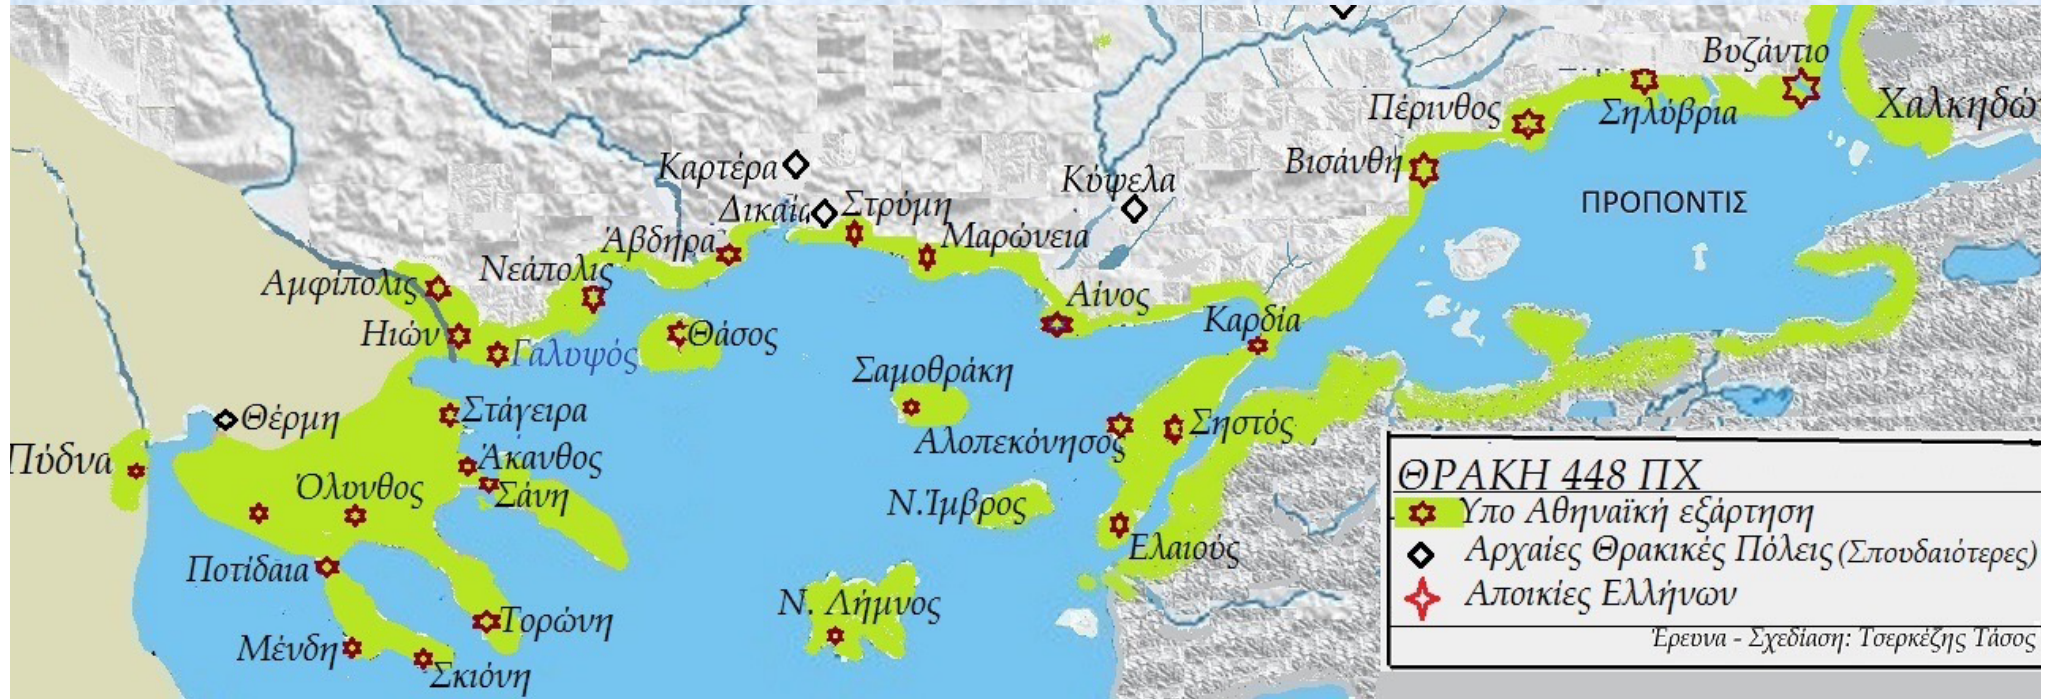 Βυζάντιο
Χαλκηδώ
Πέρινθος
Σηλύβρια
Βισάνθη
Καρτέρα
Κύψελα
ΠΡΟΠΟΝΤΙΣ
Δικαία
Στρύμη
Άβδηρα
Μαρώνεια
Νεάπολις
Αμφίπολις
Αίνος
Ηιών
Γαληψός
Θάσος
Καρδία
Σαμοθράκη
Θέρμη
Στάγειρα
Αλοπεκόνησος
Σηστός
Πύδνα
Άκανθος
Όλυνθος
Σάνη
Ν.Ίμβρος
Ελαιούς
Ποτίδαια
Ν. Λήμνος
Τορώνη
Μένδη
Σκιόνη
ΘΡΑΚΗ 448 ΠΧ
Υπο Αθηναϊκή εξάρτηση
Αρχαίες Θρακικές Πόλεις (Σπουδαιότερες)
Αποικίες Ελλήνων
Έρευνα - Σχεδίαση: Τσερκέζης Τάσος